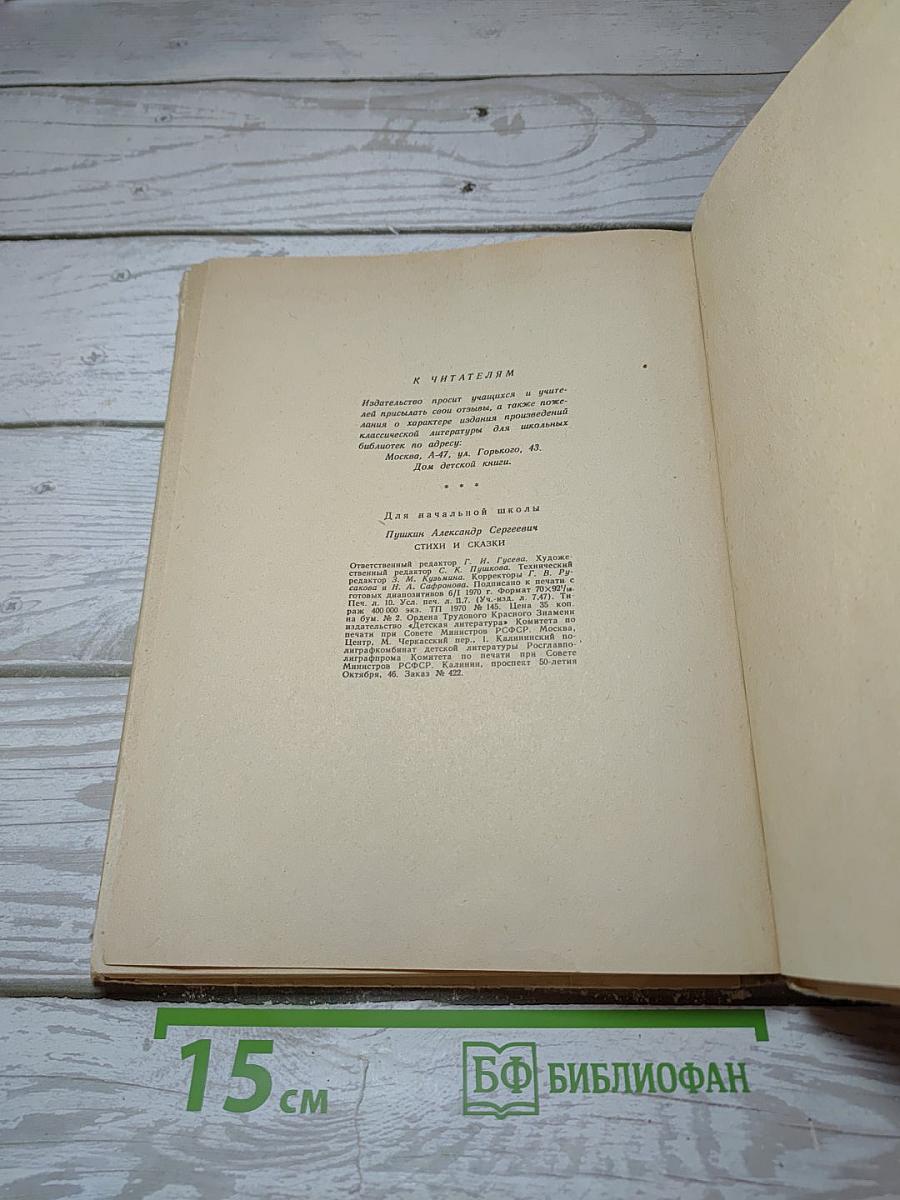 К ЧИТАТЕЛЯМ
Издательство просит учащихся и учите-
лей присылать свои отзывы, а также поже-
лания о характере издания произведений
классической литературы для школьных
библиотек по адресу:
Москва, А-47, ул. Горького, 43.
Дом детской книги.
* * *
Для начальной школы
Пушкин Александр Сергеевич
СТИХИ И СКАЗКИ
Ответственный редактор Г. И. Гусева. Художе-
ственный редактор С. К. Пушкова. Технический
редактор З. М. Кузьмина. Корректоры Г. В. Ру-
сакова и Н. А. Сафронова. Подписано к печати с
готовых диапозитивов 6/I 1970 г. Формат 70×92¹/₁₆.
Печ. л. 10. Усл. печ. л. 11.7. (Уч.-изд. л. 7.47). Ти-
раж 400 000 экз. ТП 1970 № 145. Цена 35 коп.
на бум. № 2. Ордена Трудового Красного Знамени
издательство «Детская литература» Комитета по
печати при Совете Министров РСФСР. Москва,
Центр, М. Черкасский пер., 1. Калининский по-
лиграфкомбинат детской литературы Росглавпо-
лиграфпрома Комитета по печати при Совете
Министров РСФСР. Калинин, проспект 50-летия
Октября, 46. Заказ № 422.
15 см
БФ БИБЛИОФАН